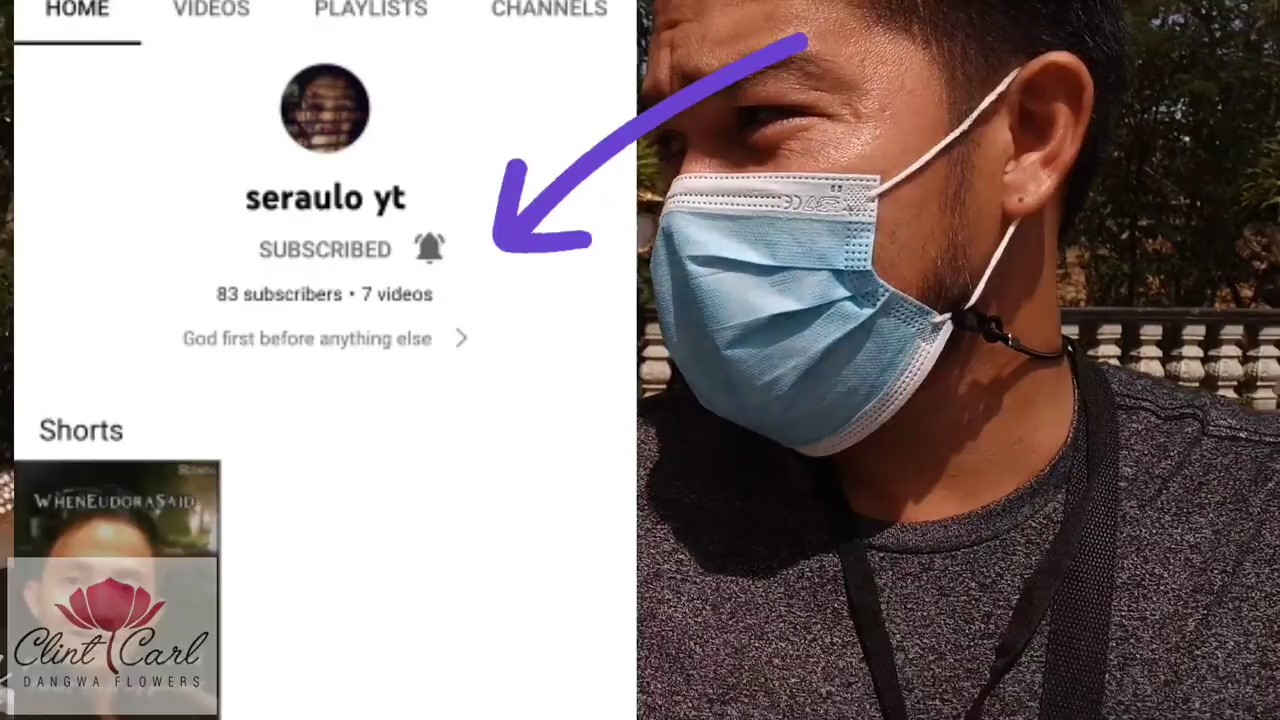 HOME VIDEOS PLAYLISTS CHANNELS
seraulo yt
SUBSCRIBED
83 subscribers • 7 videos
God first before anything else
Shorts
WHENEUDORASAID
Clint Carl
DANGWA FLOWERS